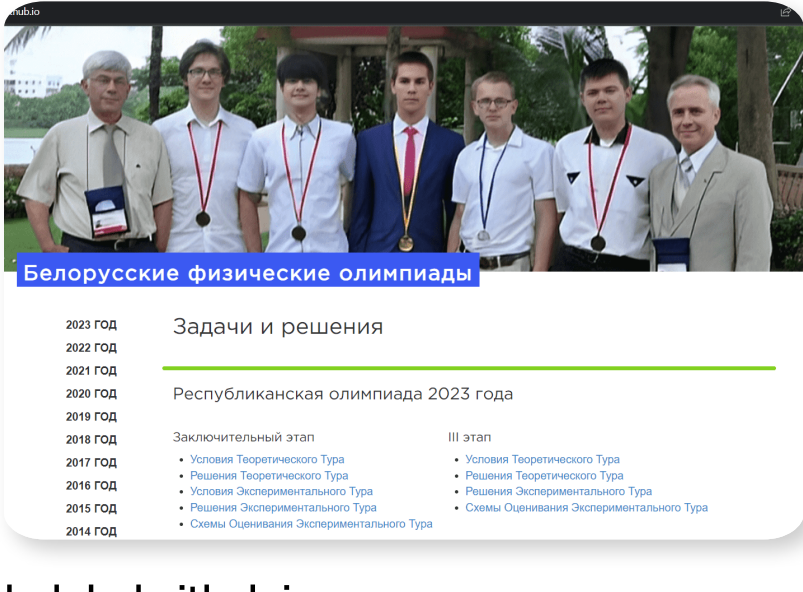 hub.io
Белорусские физические олимпиады
2023 ГОД
2022 ГОД
2021 ГОД
2020 ГОД
2019 ГОД
2018 ГОД
2017 ГОД
2016 ГОД
2015 ГОД
2014 ГОД
Задачи и решения
Республиканская олимпиада 2023 года
Заключительный этап
Условия Теоретического Тура
Решения Теоретического Тура
Условия Экспериментального Тура
Решения Экспериментального Тура
Схемы Оценивания Экспериментального Тура
III этап
Условия Теоретического Тура
Решения Теоретического Тура
Решения Экспериментального Тура
Схемы Оценивания Экспериментального Тура